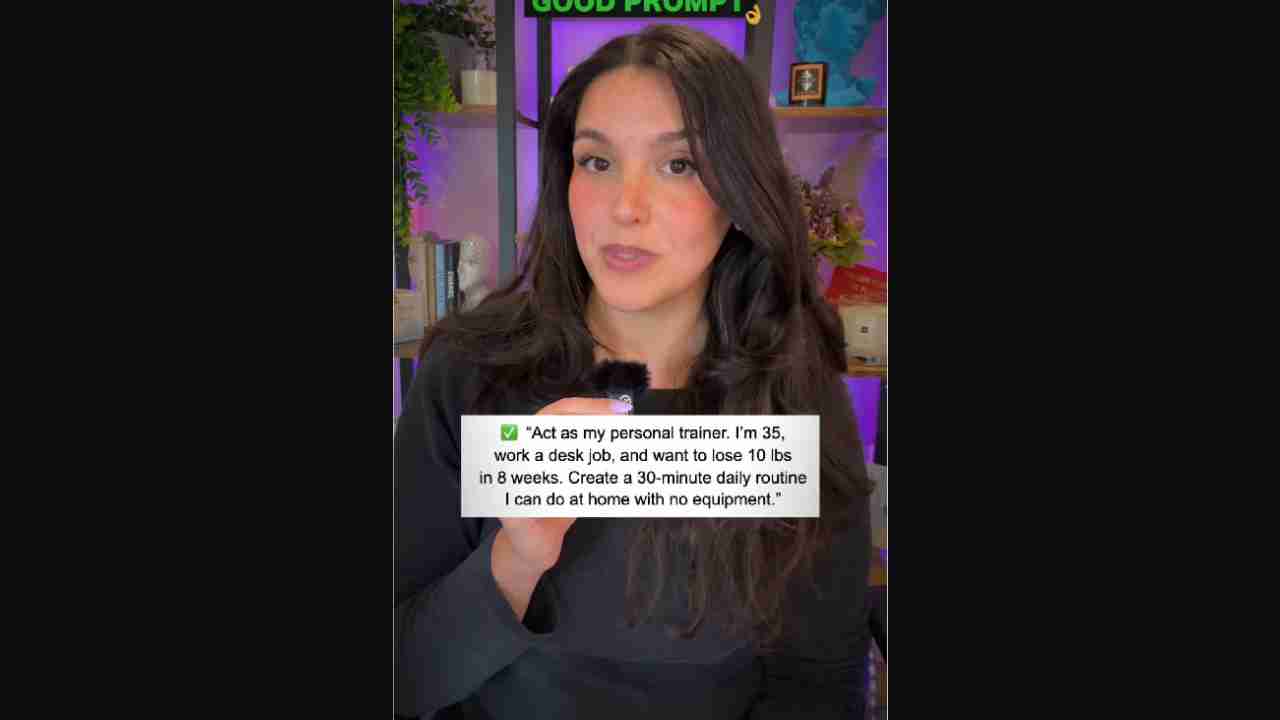 GOOD PROMPT👌
✅ “Act as my personal trainer. I’m 35,
work a desk job, and want to lose 10 lbs
in 8 weeks. Create a 30-minute daily routine
I can do at home with no equipment.”
CHANEL